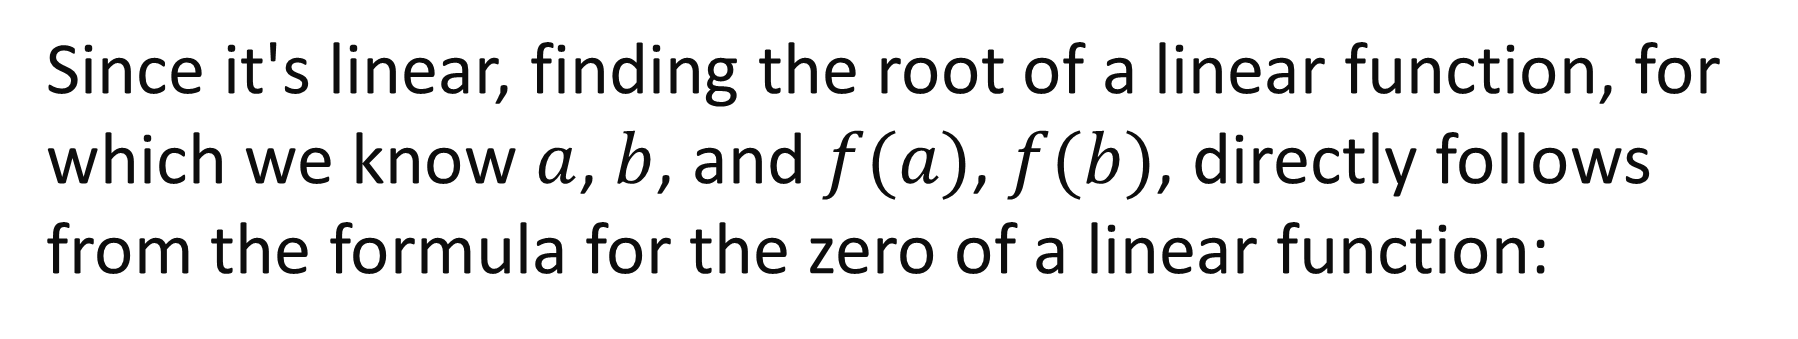 Since it's linear, finding the root of a linear function, for
which we know a, b, and f(a), f(b), directly follows
from the formula for the zero of a linear function: